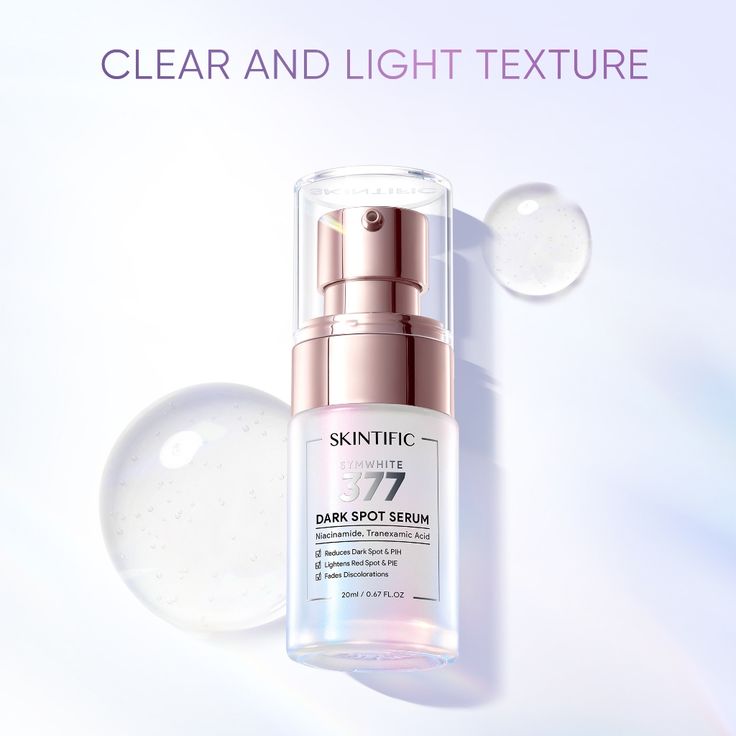 CLEAR AND LIGHT TEXTURE
SKINTIFIC
SKINTIFIC
SYMWHITE
377
DARK SPOT SERUM
Niacinamide, Tranexamic Acid
Reduces Dark Spot & PIH
Lightens Red Spot & PIE
Fades Discolorations
20ml / 0.67 FL.OZ